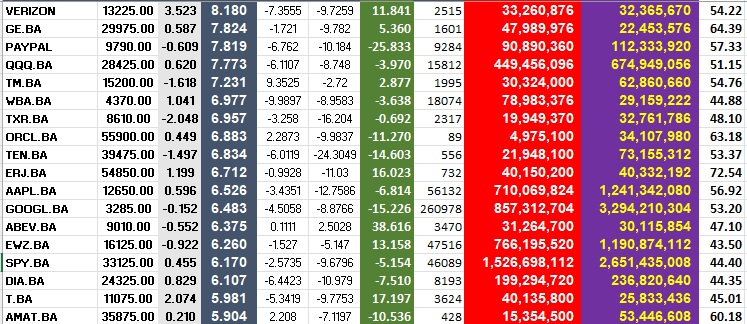 VERIZON 13225.00 3.523 8.180 -7.3555 -9.7259 11.841 2515 33,260,876 32,365,670 54.22
GE.BA 29975.00 0.587 7.824 -1.721 -9.782 5.360 1601 47,989,976 22,453,576 64.39
PAYPAL 9790.00 -0.609 7.819 -6.762 -10.184 -25.833 9284 90,890,360 112,333,920 57.33
QQQ.BA 28425.00 0.620 7.773 -6.1107 -8.748 -3.970 15812 449,456,096 674,949,056 51.15
TM.BA 15200.00 -1.618 7.231 9.3525 -2.72 2.877 1995 30,324,000 62,860,660 54.76
WBA.BA 4370.00 1.041 6.977 -9.9897 -8.9583 -3.638 18074 78,983,376 29,159,222 44.88
TXR.BA 8610.00 -2.048 6.957 -3.258 -16.204 -0.692 2317 19,949,370 32,761,786 48.10
ORCL.BA 55900.00 0.449 6.883 2.2873 -9.9837 -11.270 89 4,975,100 34,107,980 63.18
TEN.BA 39475.00 -1.497 6.834 -6.0119 -24.3049 -14.603 556 21,948,100 73,155,312 53.37
ERJ.BA 54850.00 1.199 6.712 -0.9928 -11.03 16.023 732 40,150,200 40,332,192 72.54
AAPL.BA 12650.00 0.596 6.526 -3.4351 -12.7586 -6.814 56132 710,069,824 1,241,342,080 56.92
GOOGL.BA 3285.00 -0.152 6.483 -4.5058 -8.8766 -15.226 260978 857,312,704 3,294,210,304 53.20
ABEV.BA 9010.00 -0.552 6.375 0.1111 2.5028 38.616 3470 31,264,700 30,115,854 47.10
EWZ.BA 16125.00 -0.922 6.260 -1.527 -5.147 13.158 47516 766,195,520 1,190,874,112 43.50
SPY.BA 33125.00 0.455 6.170 -2.5735 -9.6796 -5.154 46089 1,526,698,112 2,651,435,008 44.40
DIA.BA 24325.00 0.829 6.107 -6.4423 -10.979 -7.510 8193 199,294,720 236,820,640 44.35
T.BA 11075.00 2.074 5.981 -5.3419 -9.7753 17.197 3624 40,135,800 25,833,436 45.01
AMAT.BA 35875.00 0.210 5.904 2.208 -7.1197 -10.536 428 15,354,500 53,446,608 60.18